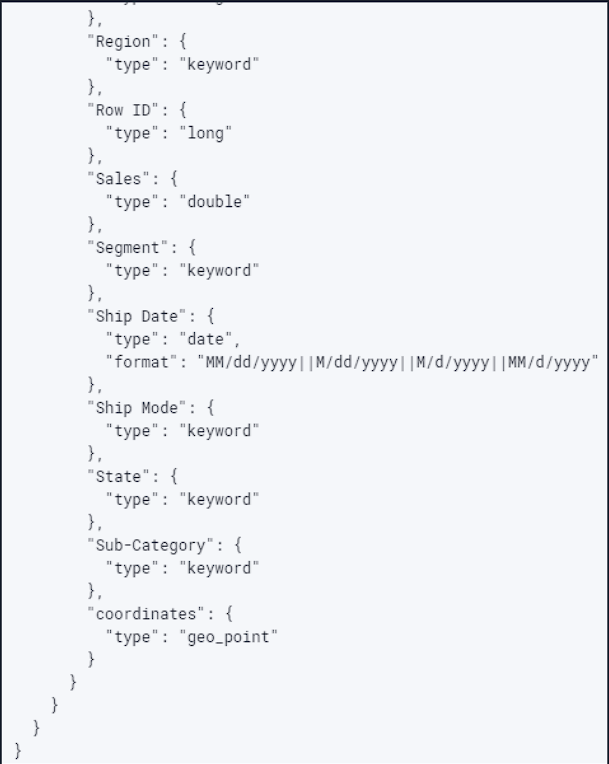 },
"Region": {
"type": "keyword"
},
"Row ID": {
"type": "long"
},
"Sales": {
"type": "double"
},
"Segment": {
"type": "keyword"
},
"Ship Date": {
"type": "date",
"format": "MM/dd/yyyy||M/dd/yyyy||M/d/yyyy||MM/d/yyyy"
},
"Ship Mode": {
"type": "keyword"
},
"State": {
"type": "keyword"
},
"Sub-Category": {
"type": "keyword"
},
"coordinates": {
"type": "geo_point"
}
}
}
}
}